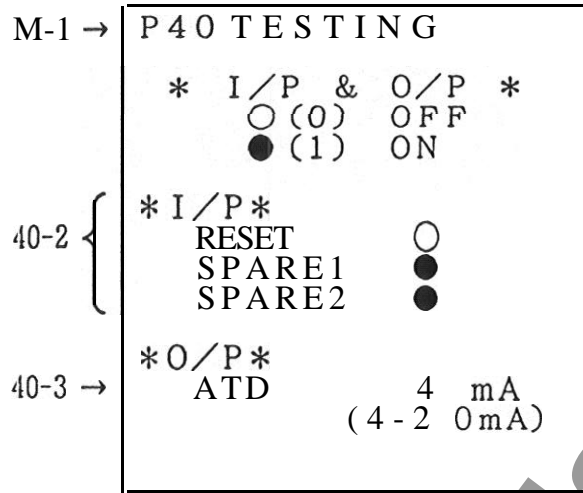 M-1 → P40 TESTING
* I/P & O/P *
○ (0) OFF
● (1) ON
* I/P *
40-2
RESET ○
SPARE1 ●
SPARE2 ●
*O/P*
40-3 → ATD 4 mA
(4-20mA)